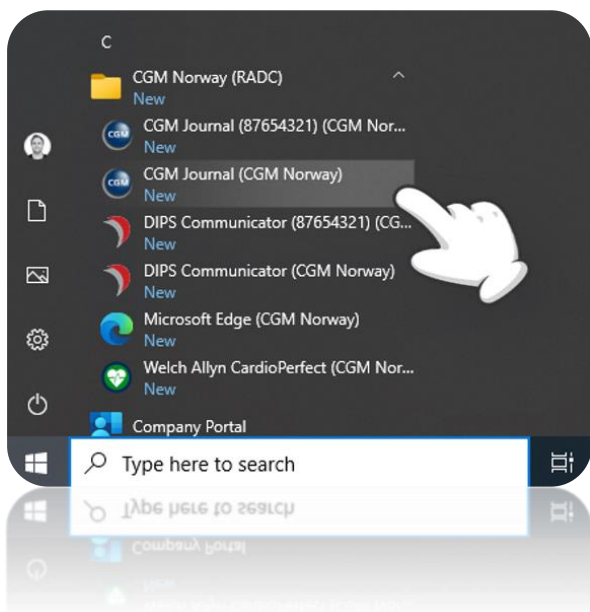 C
CGM Norway (RADC)
New
CGM
CGM Journal (87654321) (CGM Nor...
New
CGM
CGM Journal (CGM Norway)
New
DIPS Communicator (87654321) (CG...
New
DIPS Communicator (CGM Norway)
New
Microsoft Edge (CGM Norway)
New
Welch Allyn CardioPerfect (CGM Nor...
New
Company Portal
Type here to search